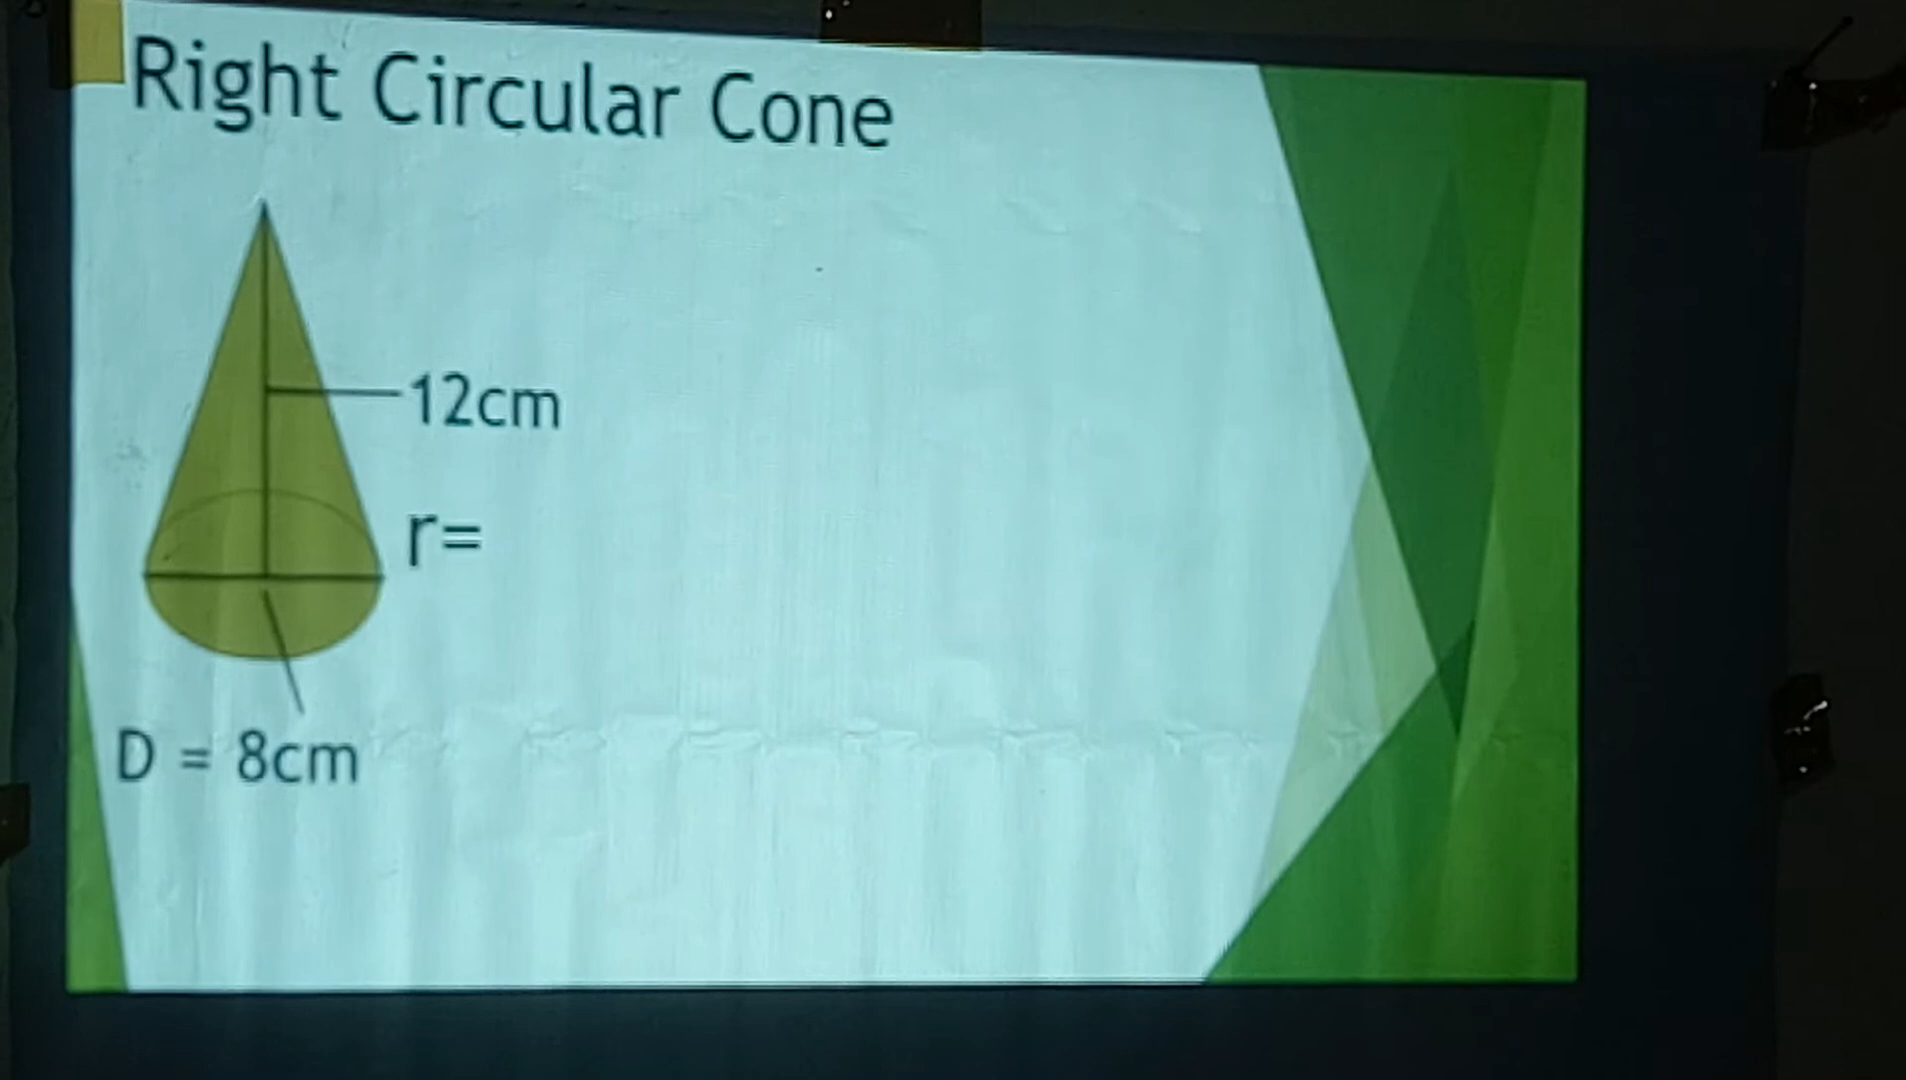 Right Circular Cone
12cm
r=
D = 8cm